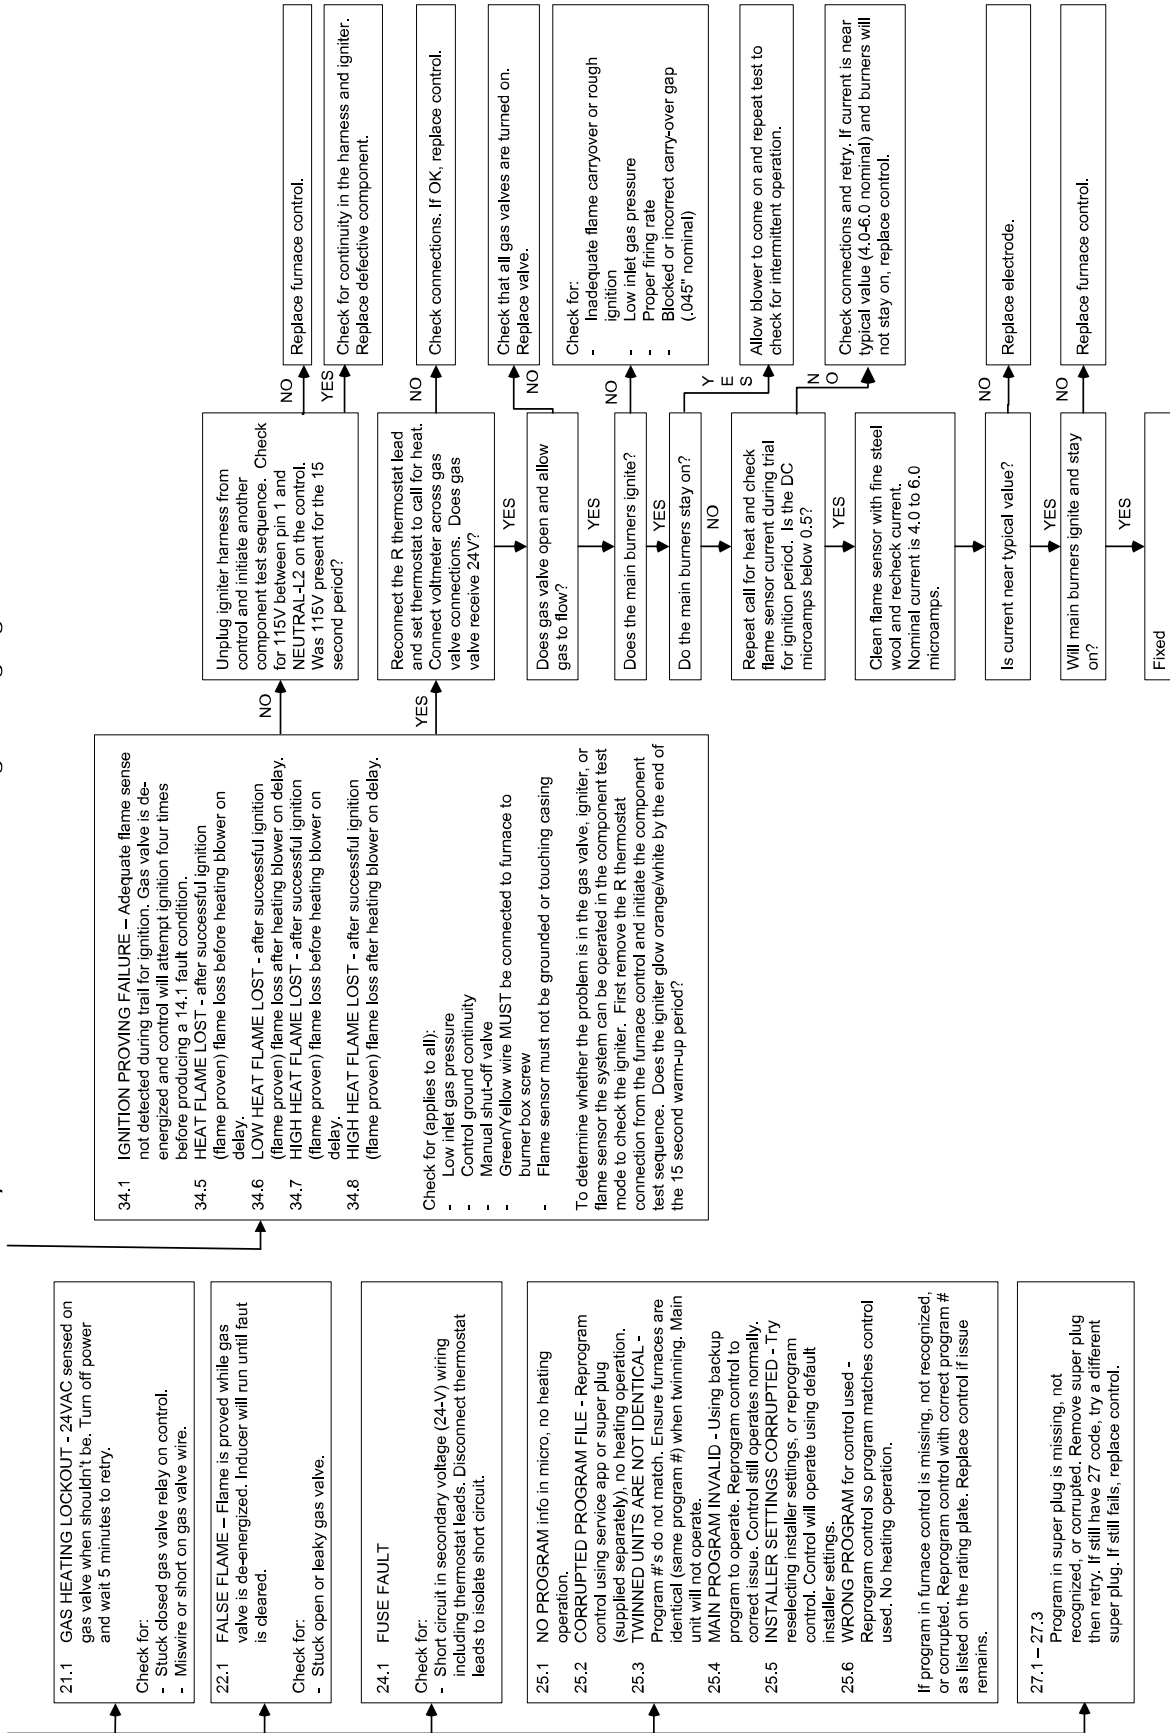 21.1 GAS HEATING LOCKOUT - 24VAC sensed on
gas valve when shouldn't be. Turn off power
and wait 5 minutes to retry.
Check for:
- Stuck closed gas valve relay on control.
- Miswire or short on gas valve wire.
22.1 FALSE FLAME – Flame is proved while gas
valve is de-energized. Inducer will run until faut
is cleared.
Check for:
- Stuck open or leaky gas valve.
24.1 FUSE FAULT
Check for:
- Short circuit in secondary voltage (24-V) wiring
including thermostat leads. Disconnect thermostat
leads to isolate short circuit.
25.1 NO PROGRAM info in micro, no heating
operation.
25.2 CORRUPTED PROGRAM FILE - Reprogram
control using service app or super plug
(supplied separately), no heating operation.
25.3 TWINNED UNITS ARE NOT IDENTICAL -
Program #'s do not match. Ensure furnaces are
identical (same program #) when twinning. Main
unit will not operate.
25.4 MAIN PROGRAM INVALID - Using backup
program to operate. Reprogram control to
correct issue. Control still operates normally.
25.5 INSTALLER SETTINGS CORRUPTED - Try
reselecting installer settings, or reprogram
control. Control will operate using default
installer settings.
25.6 WRONG PROGRAM for control used -
Reprogram control so program matches control
used. No heating operation.
If program in furnace control is missing, not recognized,
or corrupted. Reprogram control with correct program #
as listed on the rating plate. Replace control if issue
remains.
27.1 – 27.3
Program in super plug is missing, not
recognized, or corrupted. Remove super plug
then retry. If still have 27 code, try a different
super plug. If still fails, replace control.
34.1 IGNITION PROVING FAILURE – Adequate flame sense
not detected during trail for ignition. Gas valve is de-
energized and control will attempt ignition four times
before producing a 14.1 fault condition.
34.5 HEAT FLAME LOST - after successful ignition
(flame proven) flame loss before heating blower on
delay.
34.6 LOW HEAT FLAME LOST - after successful ignition
(flame proven) flame loss after heating blower on delay.
34.7 HIGH HEAT FLAME LOST - after successful ignition
(flame proven) flame loss before heating blower on
delay.
34.8 HIGH HEAT FLAME LOST - after successful ignition
(flame proven) flame loss after heating blower on delay.
Check for (applies to all):
- Low inlet gas pressure
- Control ground continuity
- Manual shut-off valve
- Green/Yellow wire MUST be connected to furnace to
burner box screw
- Flame sensor must not be grounded or touching casing
To determine whether the problem is in the gas valve, igniter, or
flame sensor the system can be operated in the component test
mode to check the igniter. First remove the R thermostat
connection from the furnace control and initiate the component
test sequence. Does the igniter glow orange/white by the end of
the 15 second warm-up period?
NO
Unplug igniter harness from
control and initiate another
component test sequence. Check
for 115V between pin 1 and
NEUTRAL-L2 on the control.
Was 115V present for the 15
second period?
NO
Replace furnace control.
YES
Check for continuity in the harness and igniter.
Replace defective component.
YES
Reconnect the R thermostat lead
and set thermostat to call for heat.
Connect voltmeter across gas
valve connections. Does gas
valve receive 24V?
NO
Check connections. If OK, replace control.
YES
Does gas valve open and allow
gas to flow?
NO
Check that all gas valves are turned on.
Replace valve.
YES
Does the main burners ignite?
NO
Check for:
- Inadequate flame carryover or rough
ignition
- Low inlet gas pressure
- Proper firing rate
- Blocked or incorrect carry-over gap
(.045" nominal)
YES
Do the main burners stay on?
YES
Allow blower to come on and repeat test to
check for intermittent operation.
NO
Repeat call for heat and check
flame sensor current during trial
for ignition period. Is the DC
microamps below 0.5?
NO
Check connections and retry. If current is near
typical value (4.0-6.0 nominal) and burners will
not stay on, replace control.
YES
Clean flame sensor with fine steel
wool and recheck current.
Nominal current is 4.0 to 6.0
microamps.
Is current near typical value?
NO
Replace electrode.
YES
Will main burners ignite and stay
on?
NO
Replace furnace control.
YES
Fixed